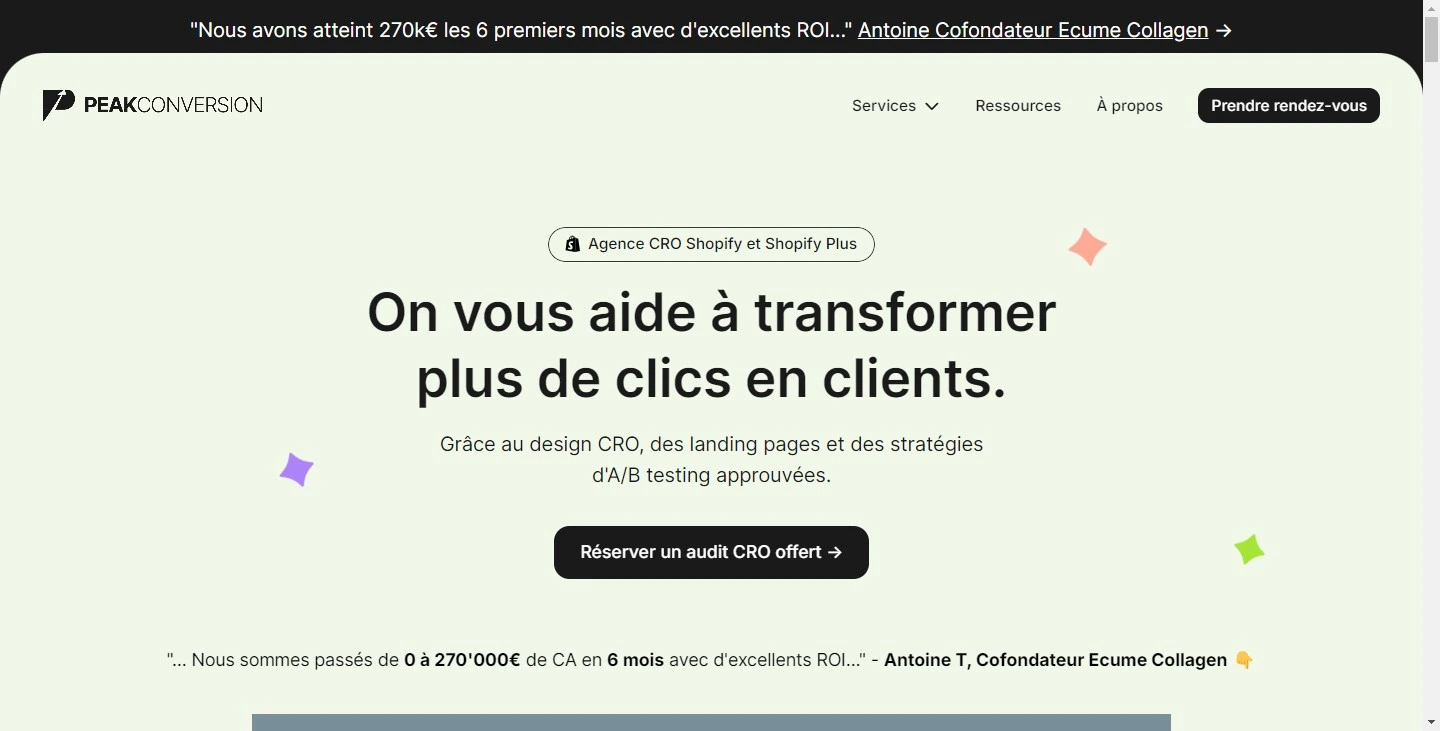 "Nous avons atteint 270k€ les 6 premiers mois avec d'excellents ROI..." Antoine Cofondateur Ecume Collagen →
PEAKCONVERSION
Services
Ressources
À propos
Prendre rendez-vous
Agence CRO Shopify et Shopify Plus
On vous aide à transformer
plus de clics en clients.
Grâce au design CRO, des landing pages et des stratégies
d'A/B testing approuvées.
Réserver un audit CRO offert →
"... Nous sommes passés de 0 à 270'000€ de CA en 6 mois avec d'excellents ROI..." - Antoine T, Cofondateur Ecume Collagen 👇